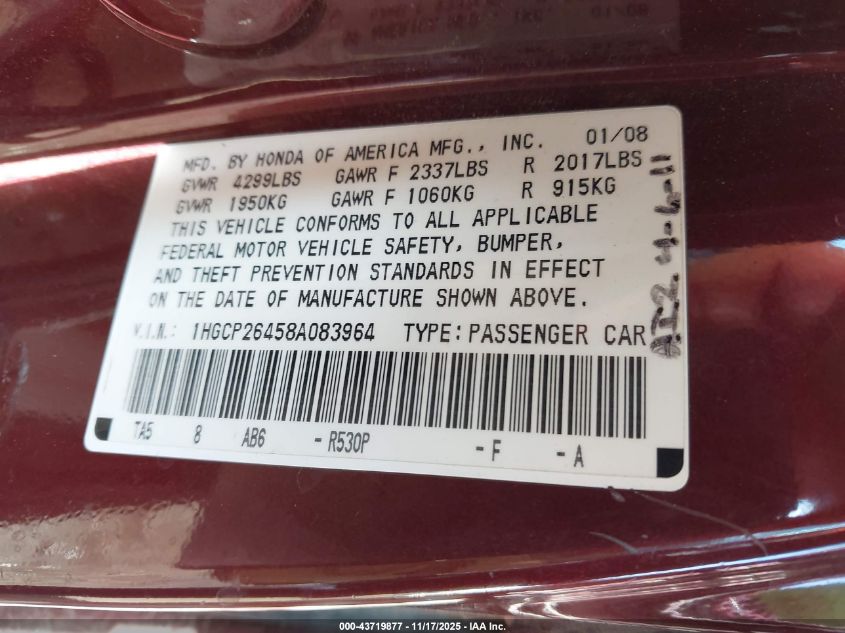 MFD. BY HONDA OF AMERICA MFG., INC. 01/08
GVWR 4299LBS GAWR F 2337LBS R 2017LBS
GVWR 1950KG GAWR F 1060KG R 915KG
THIS VEHICLE CONFORMS TO ALL APPLICABLE
FEDERAL MOTOR VEHICLE SAFETY, BUMPER,
AND THEFT PREVENTION STANDARDS IN EFFECT
ON THE DATE OF MANUFACTURE SHOWN ABOVE.
V.I.N.: 1HGCP26458A083964 TYPE: PASSENGER CAR
TA5 8 AB6 - R530P - F - A
000-43719877 — 11/17/2025 — IAA Inc.